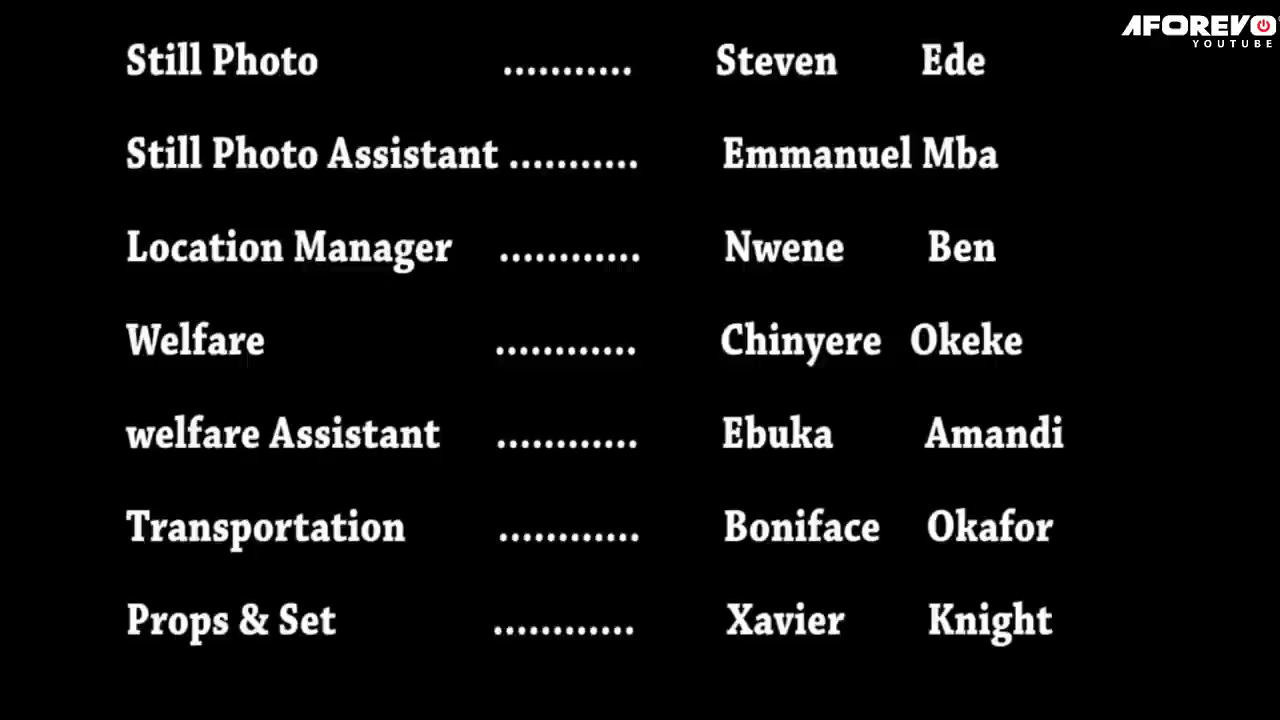 AFOREVO
YOUTUBE
Still Photo ........... Steven Ede
Still Photo Assistant ........... Emmanuel Mba
Location Manager ............ Nwene Ben
Welfare ............ Chinyere Okeke
welfare Assistant ............ Ebuka Amandi
Transportation ............ Boniface Okafor
Props & Set ............ Xavier Knight